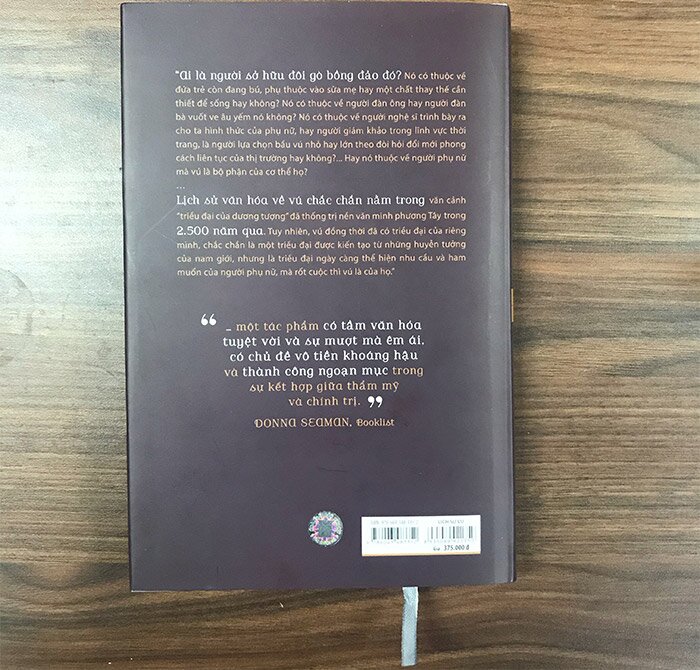 “Ai là người sở hữu đôi gò bồng đảo đó? Nó có thuộc về
đứa trẻ còn đang bú, phụ thuộc vào sữa mẹ hay một chất thay thế cần
thiết để sống hay không? Nó có thuộc về người đàn ông hay người đàn
bà vuốt ve âu yếm nó không? Nó có thuộc về người nghệ sĩ trình bày ra
cho ta hình thức của phụ nữ, hay người giám khảo trong lĩnh vực thời
trang, là người lựa chọn bầu vú nhỏ hay lớn theo đòi hỏi đổi mới phong
cách liên tục của thị trường hay không?... Hay nó thuộc về người phụ nữ
mà vú là bộ phận của cơ thể họ?
...
Lịch sử văn hóa về vú chắc chắn nằm trong văn cảnh
“triều đại của dương tượng” đã thống trị nền văn minh phương Tây trong
2.500 năm qua. Tuy nhiên, vú đồng thời đã có triều đại của riêng
mình, chắc chắn là một triều đại được kiến tạo từ những huyễn tưởng
của nam giới, nhưng là triều đại ngày càng thể hiện nhu cầu và ham
muốn của người phụ nữ, mà rốt cuộc thì vú là của họ.”
“ ... một tác phẩm có tầm văn hóa
tuyệt vời và sự mượt mà êm ái,
có chủ đề vô tiền khoáng hậu
và thành công ngoạn mục trong
sự kết hợp giữa thẩm mỹ
và chính trị. ”
DONNA SEAMAN, Booklist
Giá: 375.000 đ